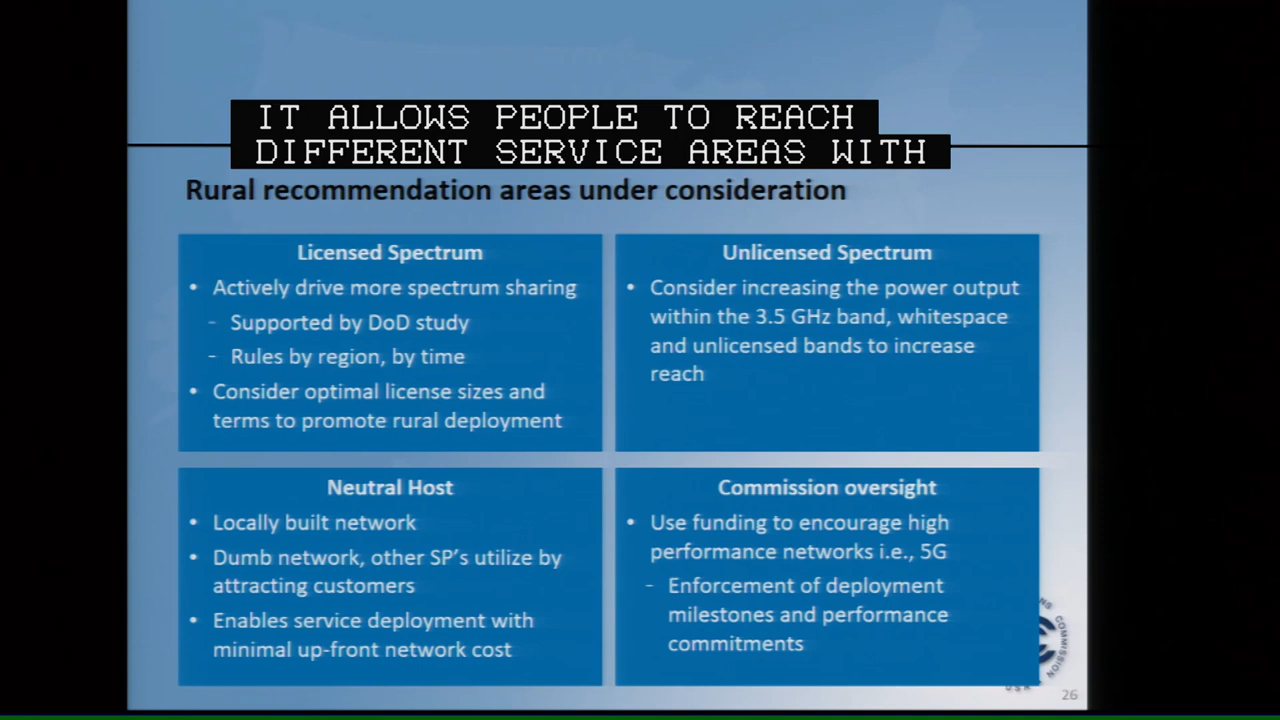 IT ALLOWS PEOPLE TO REACH
DIFFERENT SERVICE AREAS WITH
Rural recommendation areas under consideration
Licensed Spectrum
• Actively drive more spectrum sharing
- Supported by DoD study
- Rules by region, by time
• Consider optimal license sizes and
terms to promote rural deployment
Unlicensed Spectrum
• Consider increasing the power output
within the 3.5 GHz band, whitespace
and unlicensed bands to increase
reach
Neutral Host
• Locally built network
• Dumb network, other SP's utilize by
attracting customers
• Enables service deployment with
minimal up-front network cost
Commission oversight
• Use funding to encourage high
performance networks i.e., 5G
- Enforcement of deployment
milestones and performance
commitments
COMMISSION
26